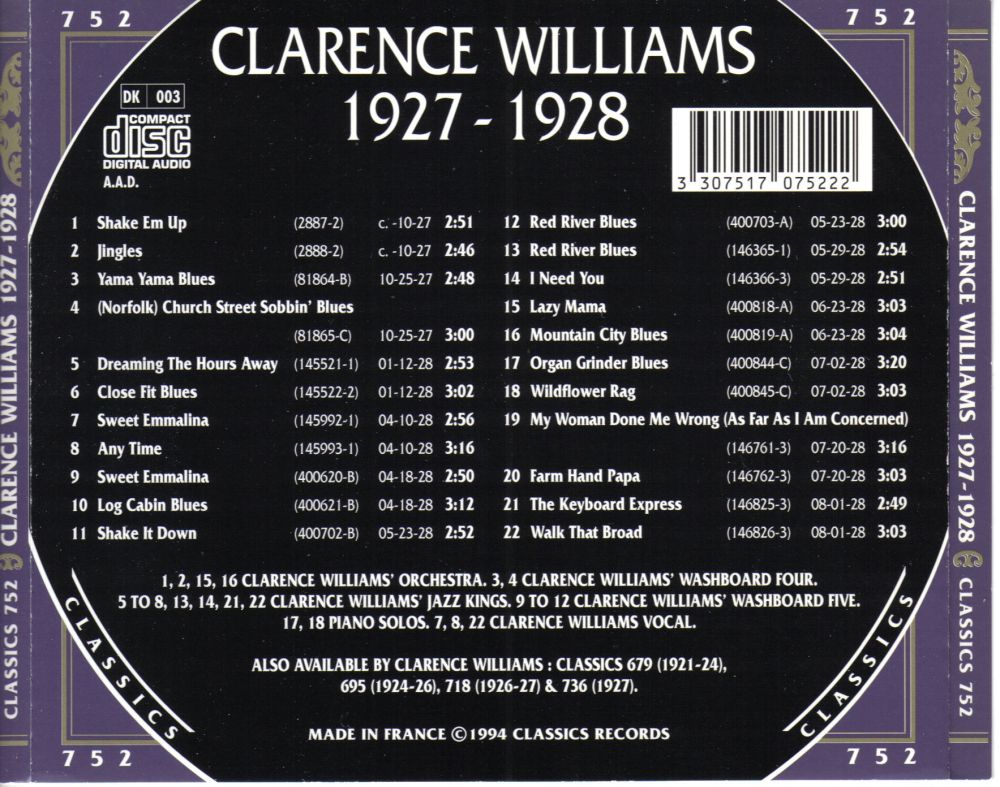 752
752
CLARENCE WILLIAMS
1927 - 1928
DK 003
COMPACT
disc
DIGITAL AUDIO
A.A.D.
3 307517 075222
1 Shake Em Up (2887-2) c. -10-27 2:51
2 Jingles (2888-2) c. -10-27 2:46
3 Yama Yama Blues (81864-B) 10-25-27 2:48
4 (Norfolk) Church Street Sobbin' Blues
(81865-C) 10-25-27 3:00
5 Dreaming The Hours Away (145521-1) 01-12-28 2:53
6 Close Fit Blues (145522-2) 01-12-28 3:02
7 Sweet Emmalina (145992-1) 04-10-28 2:56
8 Any Time (145993-1) 04-10-28 3:16
9 Sweet Emmalina (400620-B) 04-18-28 2:50
10 Log Cabin Blues (400621-B) 04-18-28 3:12
11 Shake It Down (400702-B) 05-23-28 2:52
12 Red River Blues (400703-A) 05-23-28 3:00
13 Red River Blues (146365-1) 05-29-28 2:54
14 I Need You (146366-3) 05-29-28 2:51
15 Lazy Mama (400818-A) 06-23-28 3:03
16 Mountain City Blues (400819-A) 06-23-28 3:04
17 Organ Grinder Blues (400844-C) 07-02-28 3:20
18 Wildflower Rag (400845-C) 07-02-28 3:03
19 My Woman Done Me Wrong (As Far As I Am Concerned)
(146761-3) 07-20-28 3:16
20 Farm Hand Papa (146762-3) 07-20-28 3:03
21 The Keyboard Express (146825-3) 08-01-28 2:49
22 Walk That Broad (146826-3) 08-01-28 3:03
1, 2, 15, 16 CLARENCE WILLIAMS' ORCHESTRA. 3, 4 CLARENCE WILLIAMS' WASHBOARD FOUR.
5 TO 8, 13, 14, 21, 22 CLARENCE WILLIAMS' JAZZ KINGS. 9 TO 12 CLARENCE WILLIAMS' WASHBOARD FIVE.
17, 18 PIANO SOLOS. 7, 8, 22 CLARENCE WILLIAMS VOCAL.
ALSO AVAILABLE BY CLARENCE WILLIAMS : CLASSICS 679 (1921-24),
695 (1924-26), 718 (1926-27) & 736 (1927).
MADE IN FRANCE ©1994 CLASSICS RECORDS
CLASSICS
CLASSICS
752
752
CLASSICS 752 CLARENCE WILLIAMS 1927-1928
CLARENCE WILLIAMS 1927-1928 CLASSICS 752